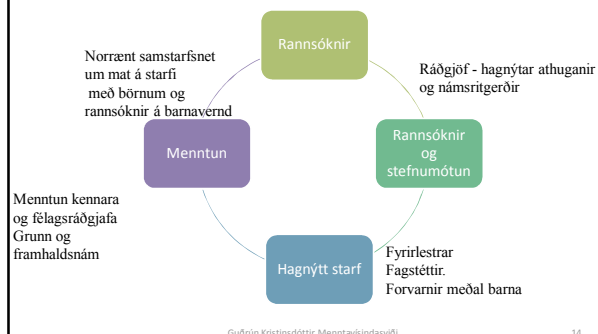 Rannsóknir
Norrænt samstarfsnet
um mat á starfi
með börnum og
rannsóknir á barnavernd
Ráðgjöf - hagnýtar athuganir
og námsritgerðir
Menntun
Rannsóknir
og
stefnumótun
Menntun kennara
og félagsráðgjafa
Grunn og
framhaldsnám
Hagnýtt starf
Fyrirlestrar
Fagstéttir.
Forvarnir meðal barna
Guðrún Kristinsdóttir Menntavísindasviði
14